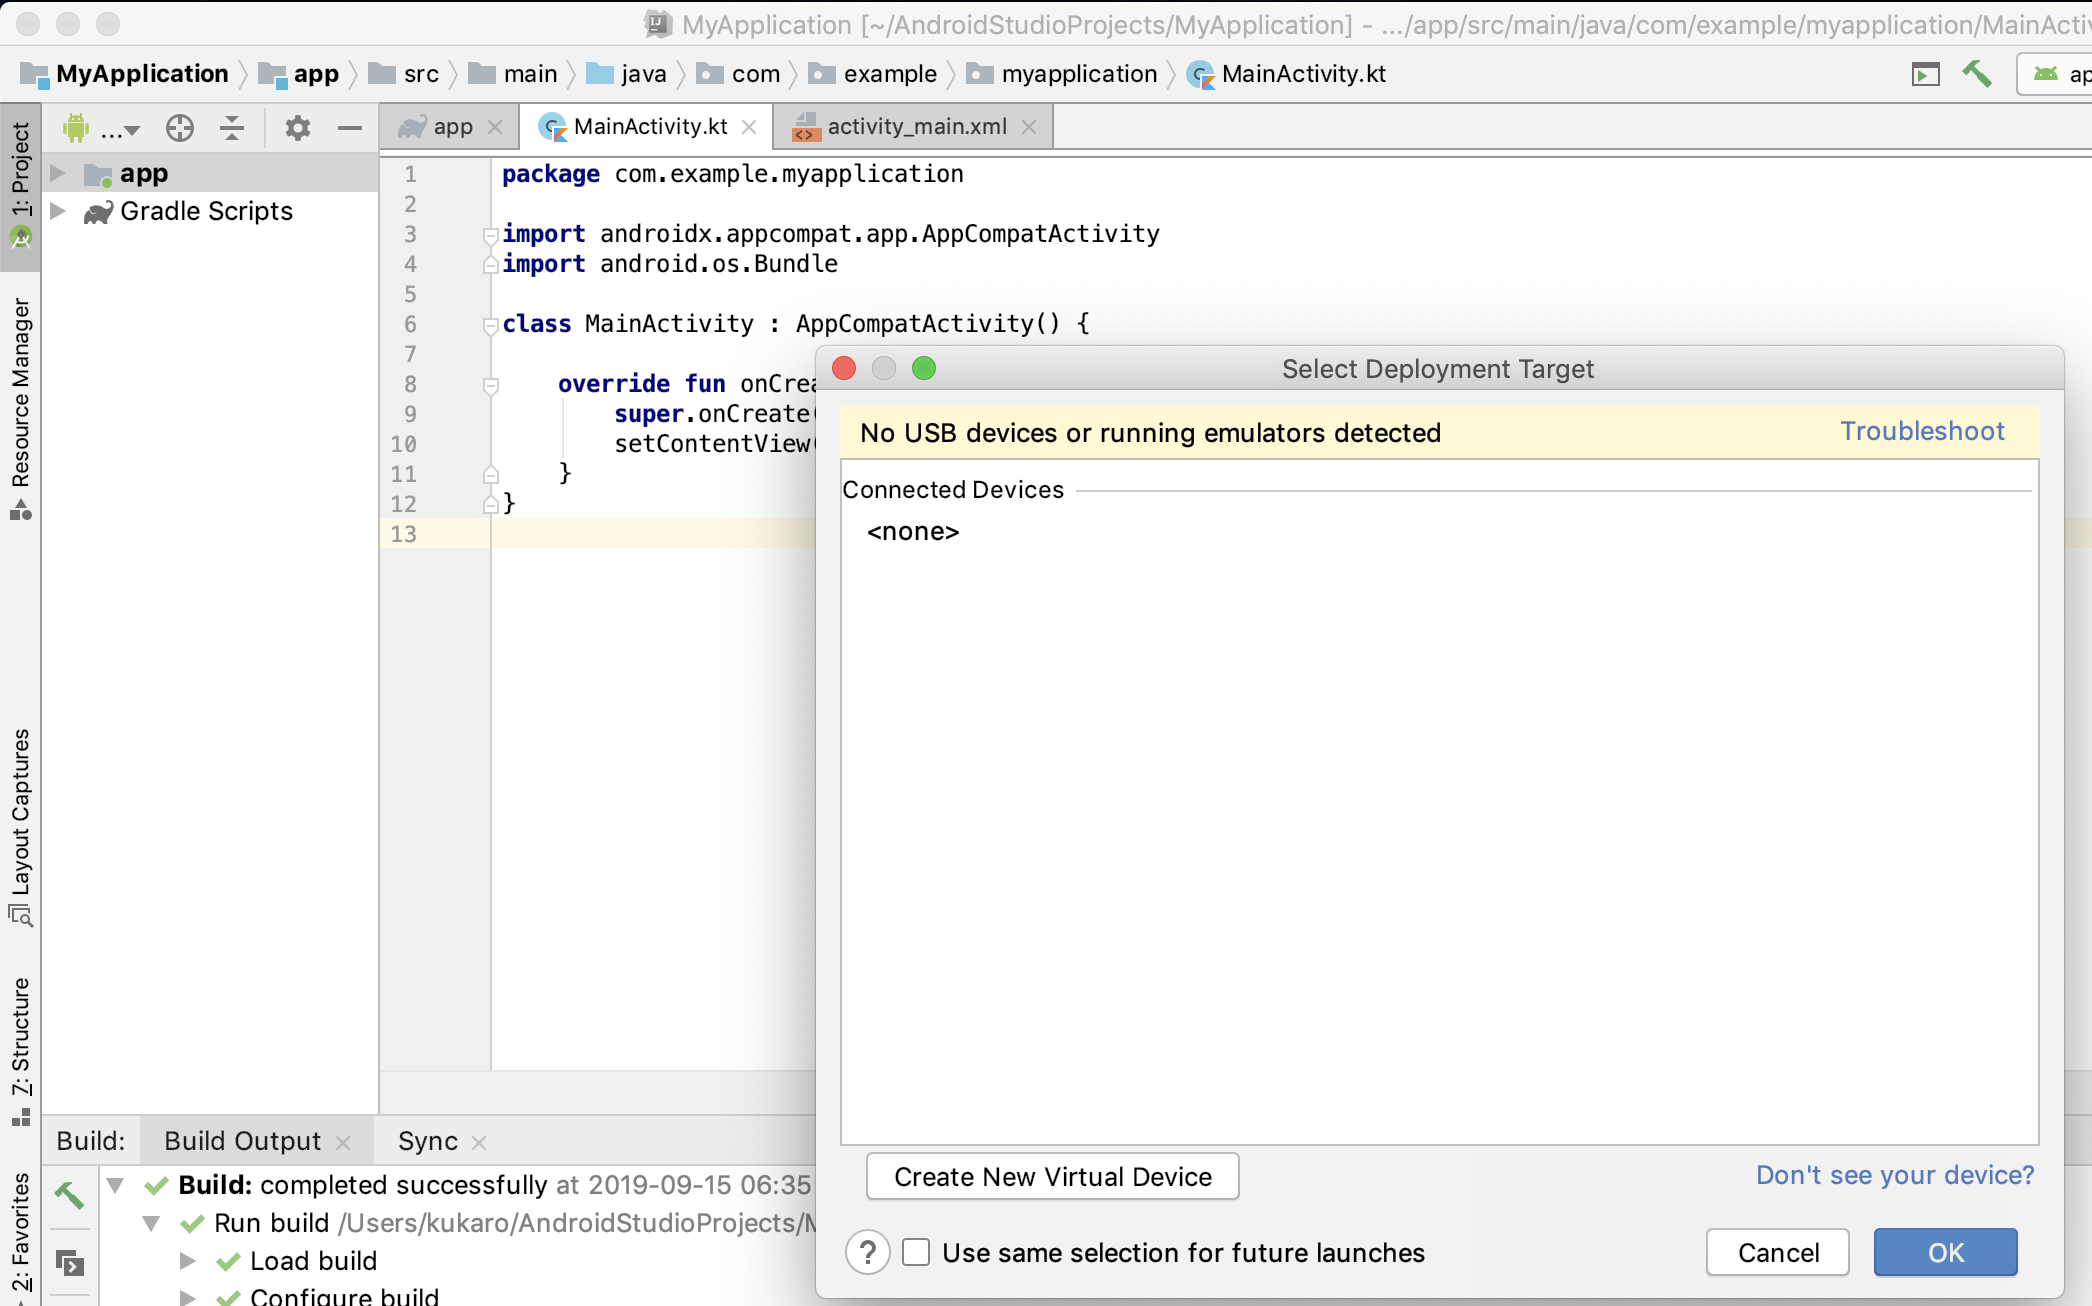 MyApplication [~/AndroidStudioProjects/MyApplication] - .../app/src/main/java/com/example/myapplication/MainActiv
MyApplication app src main java com example myapplication MainActivity.kt ap
... app MainActivity.kt activity_main.xml
1: Project
Resource Manager
Layout Captures
7: Structure
2: Favorites
app
Gradle Scripts
1 package com.example.myapplication
2
3 import androidx.appcompat.app.AppCompatActivity
4 import android.os.Bundle
5
6 class MainActivity : AppCompatActivity() {
7
8 override fun onCrea
9 super.onCreate(
10 setContentView(
11 }
12 }
13
Select Deployment Target
No USB devices or running emulators detected Troubleshoot
Connected Devices
<none>
Create New Virtual Device Don't see your device?
? Use same selection for future launches Cancel OK
Build: Build Output Sync
Build: completed successfully at 2019-09-15 06:35
Run build /Users/kukaro/AndroidStudioProjects/M
Load build
Configure build